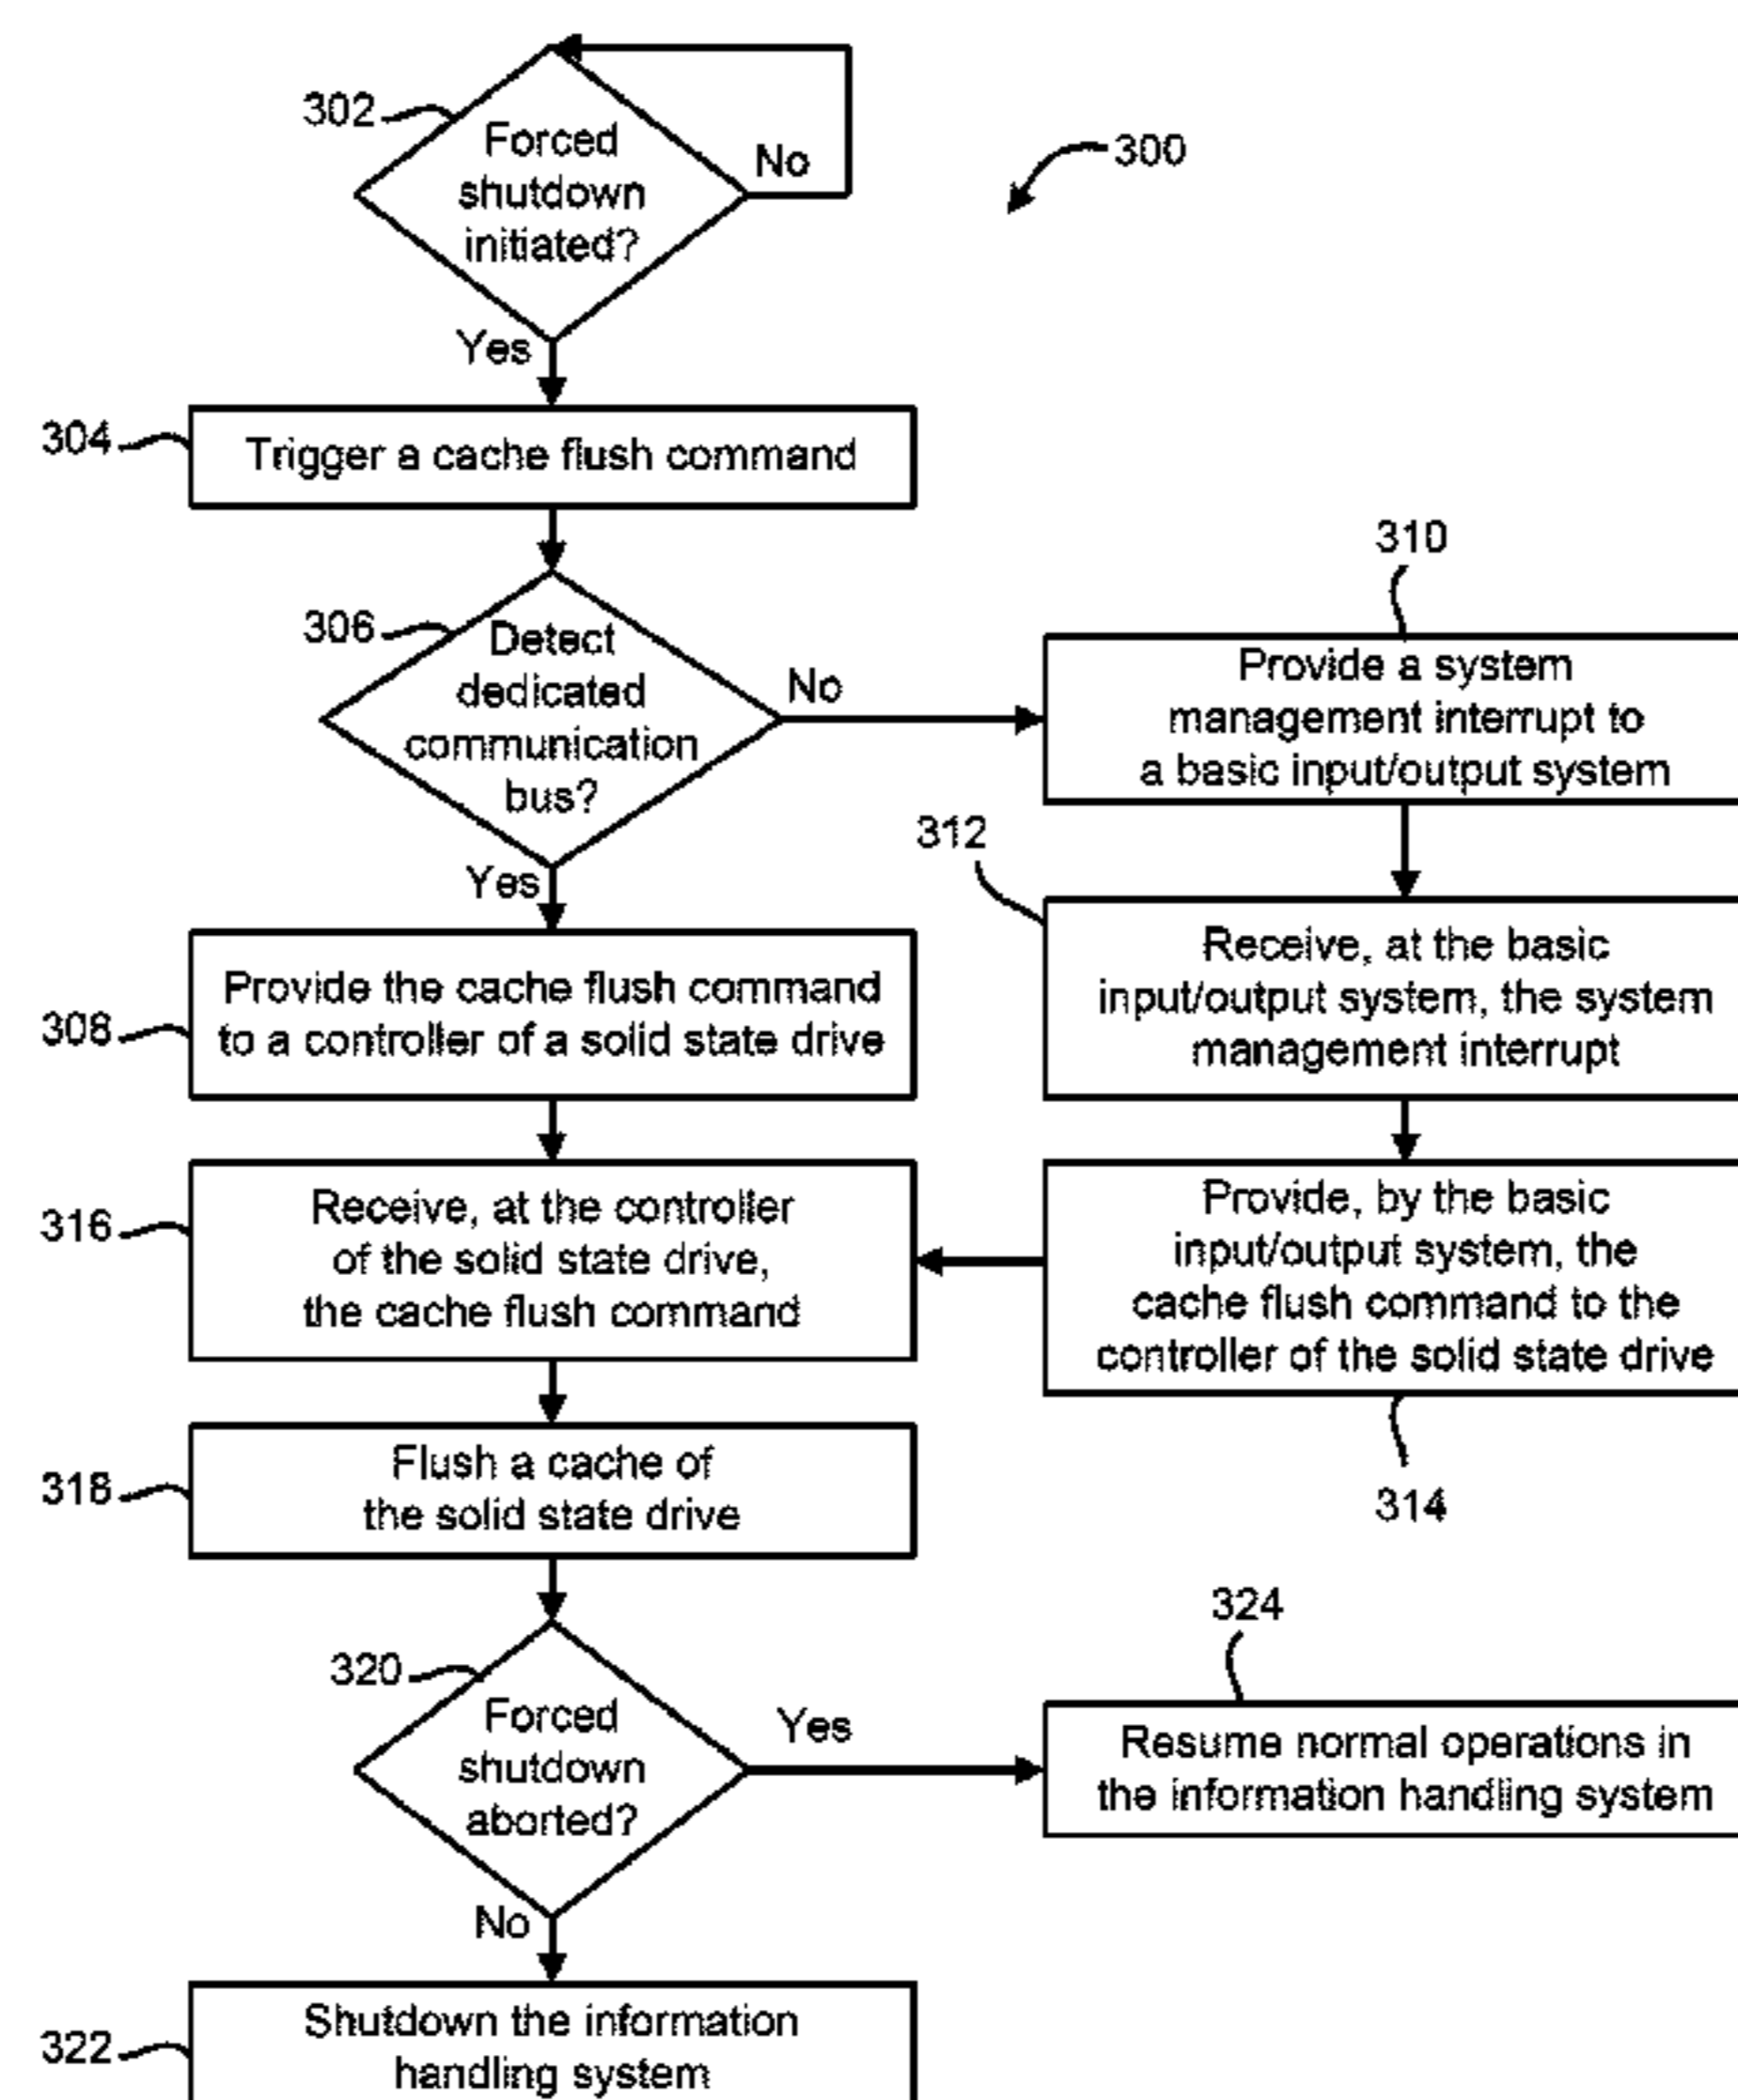 302
Forced
shutdown
initiated?
No
300
Yes
304
Trigger a cache flush command
306
Detect
dedicated
communication
bus?
No
310
Provide a system
management interrupt to
a basic input/output system
Yes
312
Receive, at the basic
input/output system, the system
management interrupt
308
Provide the cache flush command
to a controller of a solid state drive
316
Receive, at the controller
of the solid state drive,
the cache flush command
Provide, by the basic
input/output system, the
cache flush command to the
controller of the solid state drive
314
318
Flush a cache of
the solid state drive
320
Forced
shutdown
aborted?
Yes
324
Resume normal operations in
the information handling system
No
322
Shutdown the information
handling system